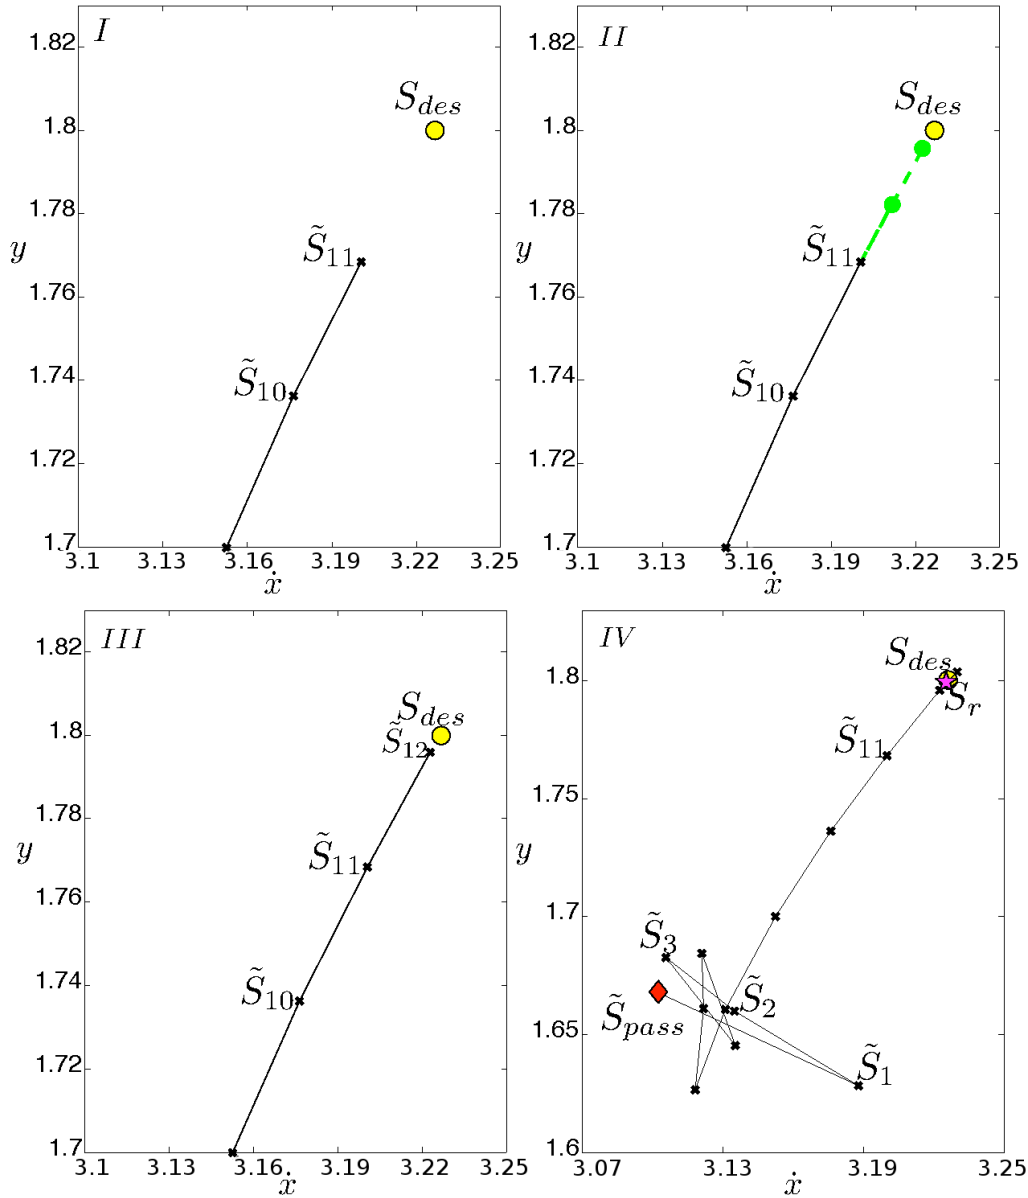 I
1.82
S_des
1.8
1.78
y
S̃_11
1.76
1.74
S̃_10
1.72
1.7
3.1 3.13 3.16 3.19 3.22 3.25
ẋ
II
1.82
S_des
1.8
1.78
y
S̃_11
1.76
1.74
S̃_10
1.72
1.7
3.1 3.13 3.16 3.19 3.22 3.25
ẋ
III
1.82
S_des
1.8
S̃_12
1.78
y
S̃_11
1.76
1.74
S̃_10
1.72
1.7
3.1 3.13 3.16 3.19 3.22 3.25
ẋ
IV
S_des
1.8
S_r
S̃_11
1.75
y
1.7
S̃_3
S̃_2
S̃_pass
1.65
S̃_1
1.6
3.07 3.13 3.19 3.25
ẋ